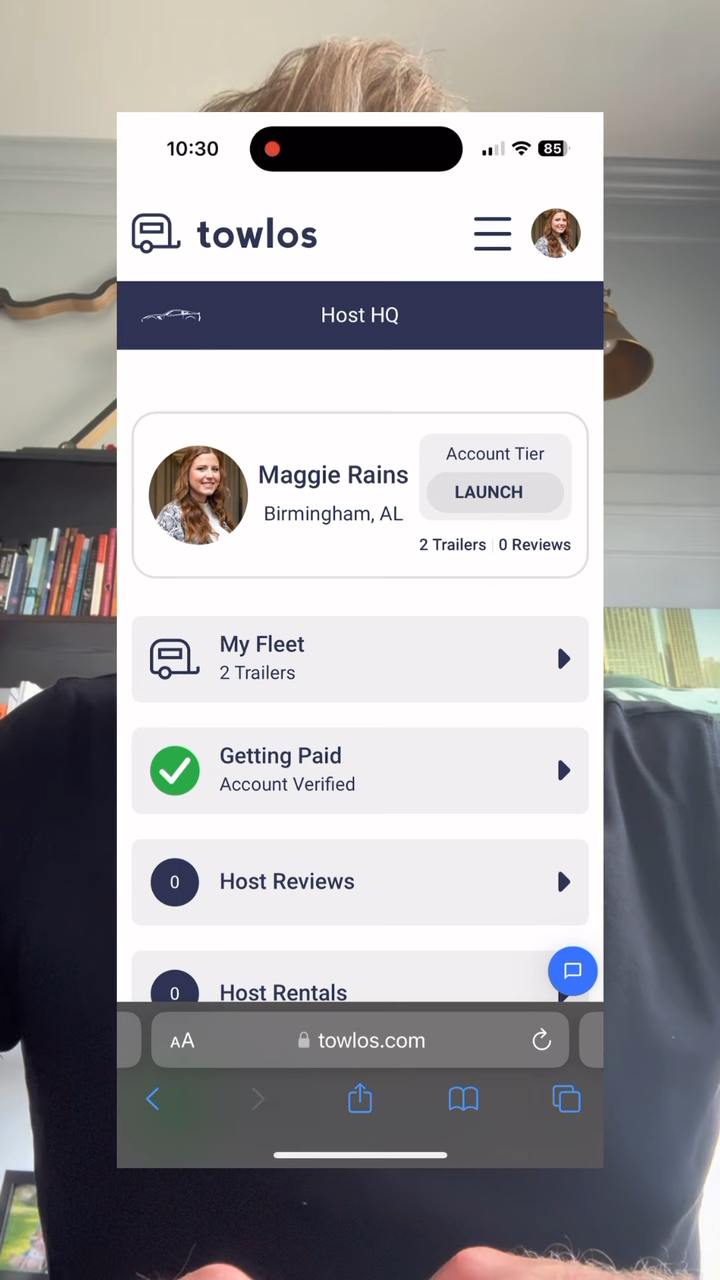 10:30
85
towlos
Host HQ
Maggie Rains
Birmingham, AL
Account Tier
LAUNCH
2 Trailers | 0 Reviews
My Fleet
2 Trailers
Getting Paid
Account Verified
0
Host Reviews
0
Host Rentals
AA
towlos.com